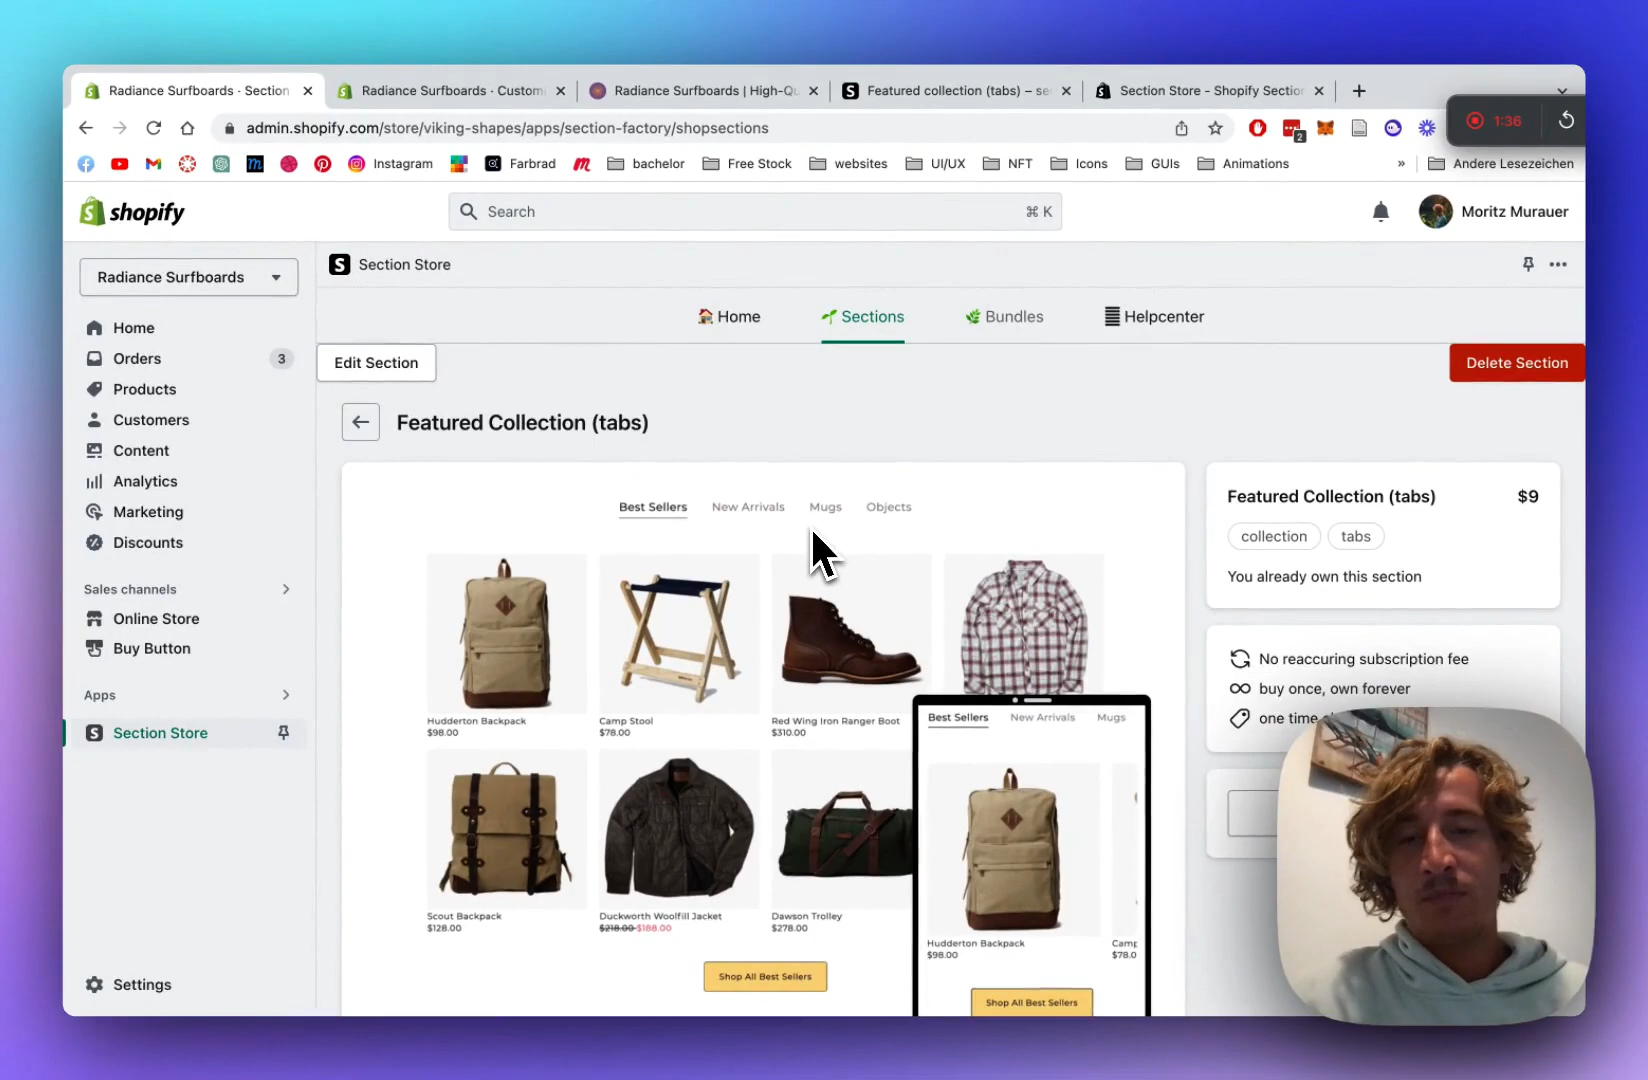 Radiance Surfboards · Section
Radiance Surfboards · Custom
Radiance Surfboards | High-Qu
Featured collection (tabs) – se
Section Store - Shopify Section
admin.shopify.com/store/viking-shapes/apps/section-factory/shopsections
2
1:36
Instagram
Farbrad
bachelor
Free Stock
websites
UI/UX
NFT
Icons
GUIs
Animations
»
Andere Lesezeichen
shopify
Search
⌘ K
Moritz Murauer
Radiance Surfboards
Section Store
Home
Sections
Bundles
Helpcenter
Home
Orders
3
Products
Customers
Content
Analytics
Marketing
Discounts
Sales channels
Online Store
Buy Button
Apps
Section Store
Settings
Edit Section
Delete Section
Featured Collection (tabs)
Best Sellers
New Arrivals
Mugs
Objects
Hudderton Backpack
$98.00
Camp Stool
$78.00
Red Wing Iron Ranger Boot
$310.00
Scout Backpack
$128.00
Duckworth Woolfill Jacket
$218.00 $188.00
Dawson Trolley
$278.00
Shop All Best Sellers
Best Sellers
New Arrivals
Mugs
Hudderton Backpack
$98.00
Camp
$78.0
Shop All Best Sellers
Featured Collection (tabs)
$9
collection
tabs
You already own this section
No reaccuring subscription fee
buy once, own forever
one time